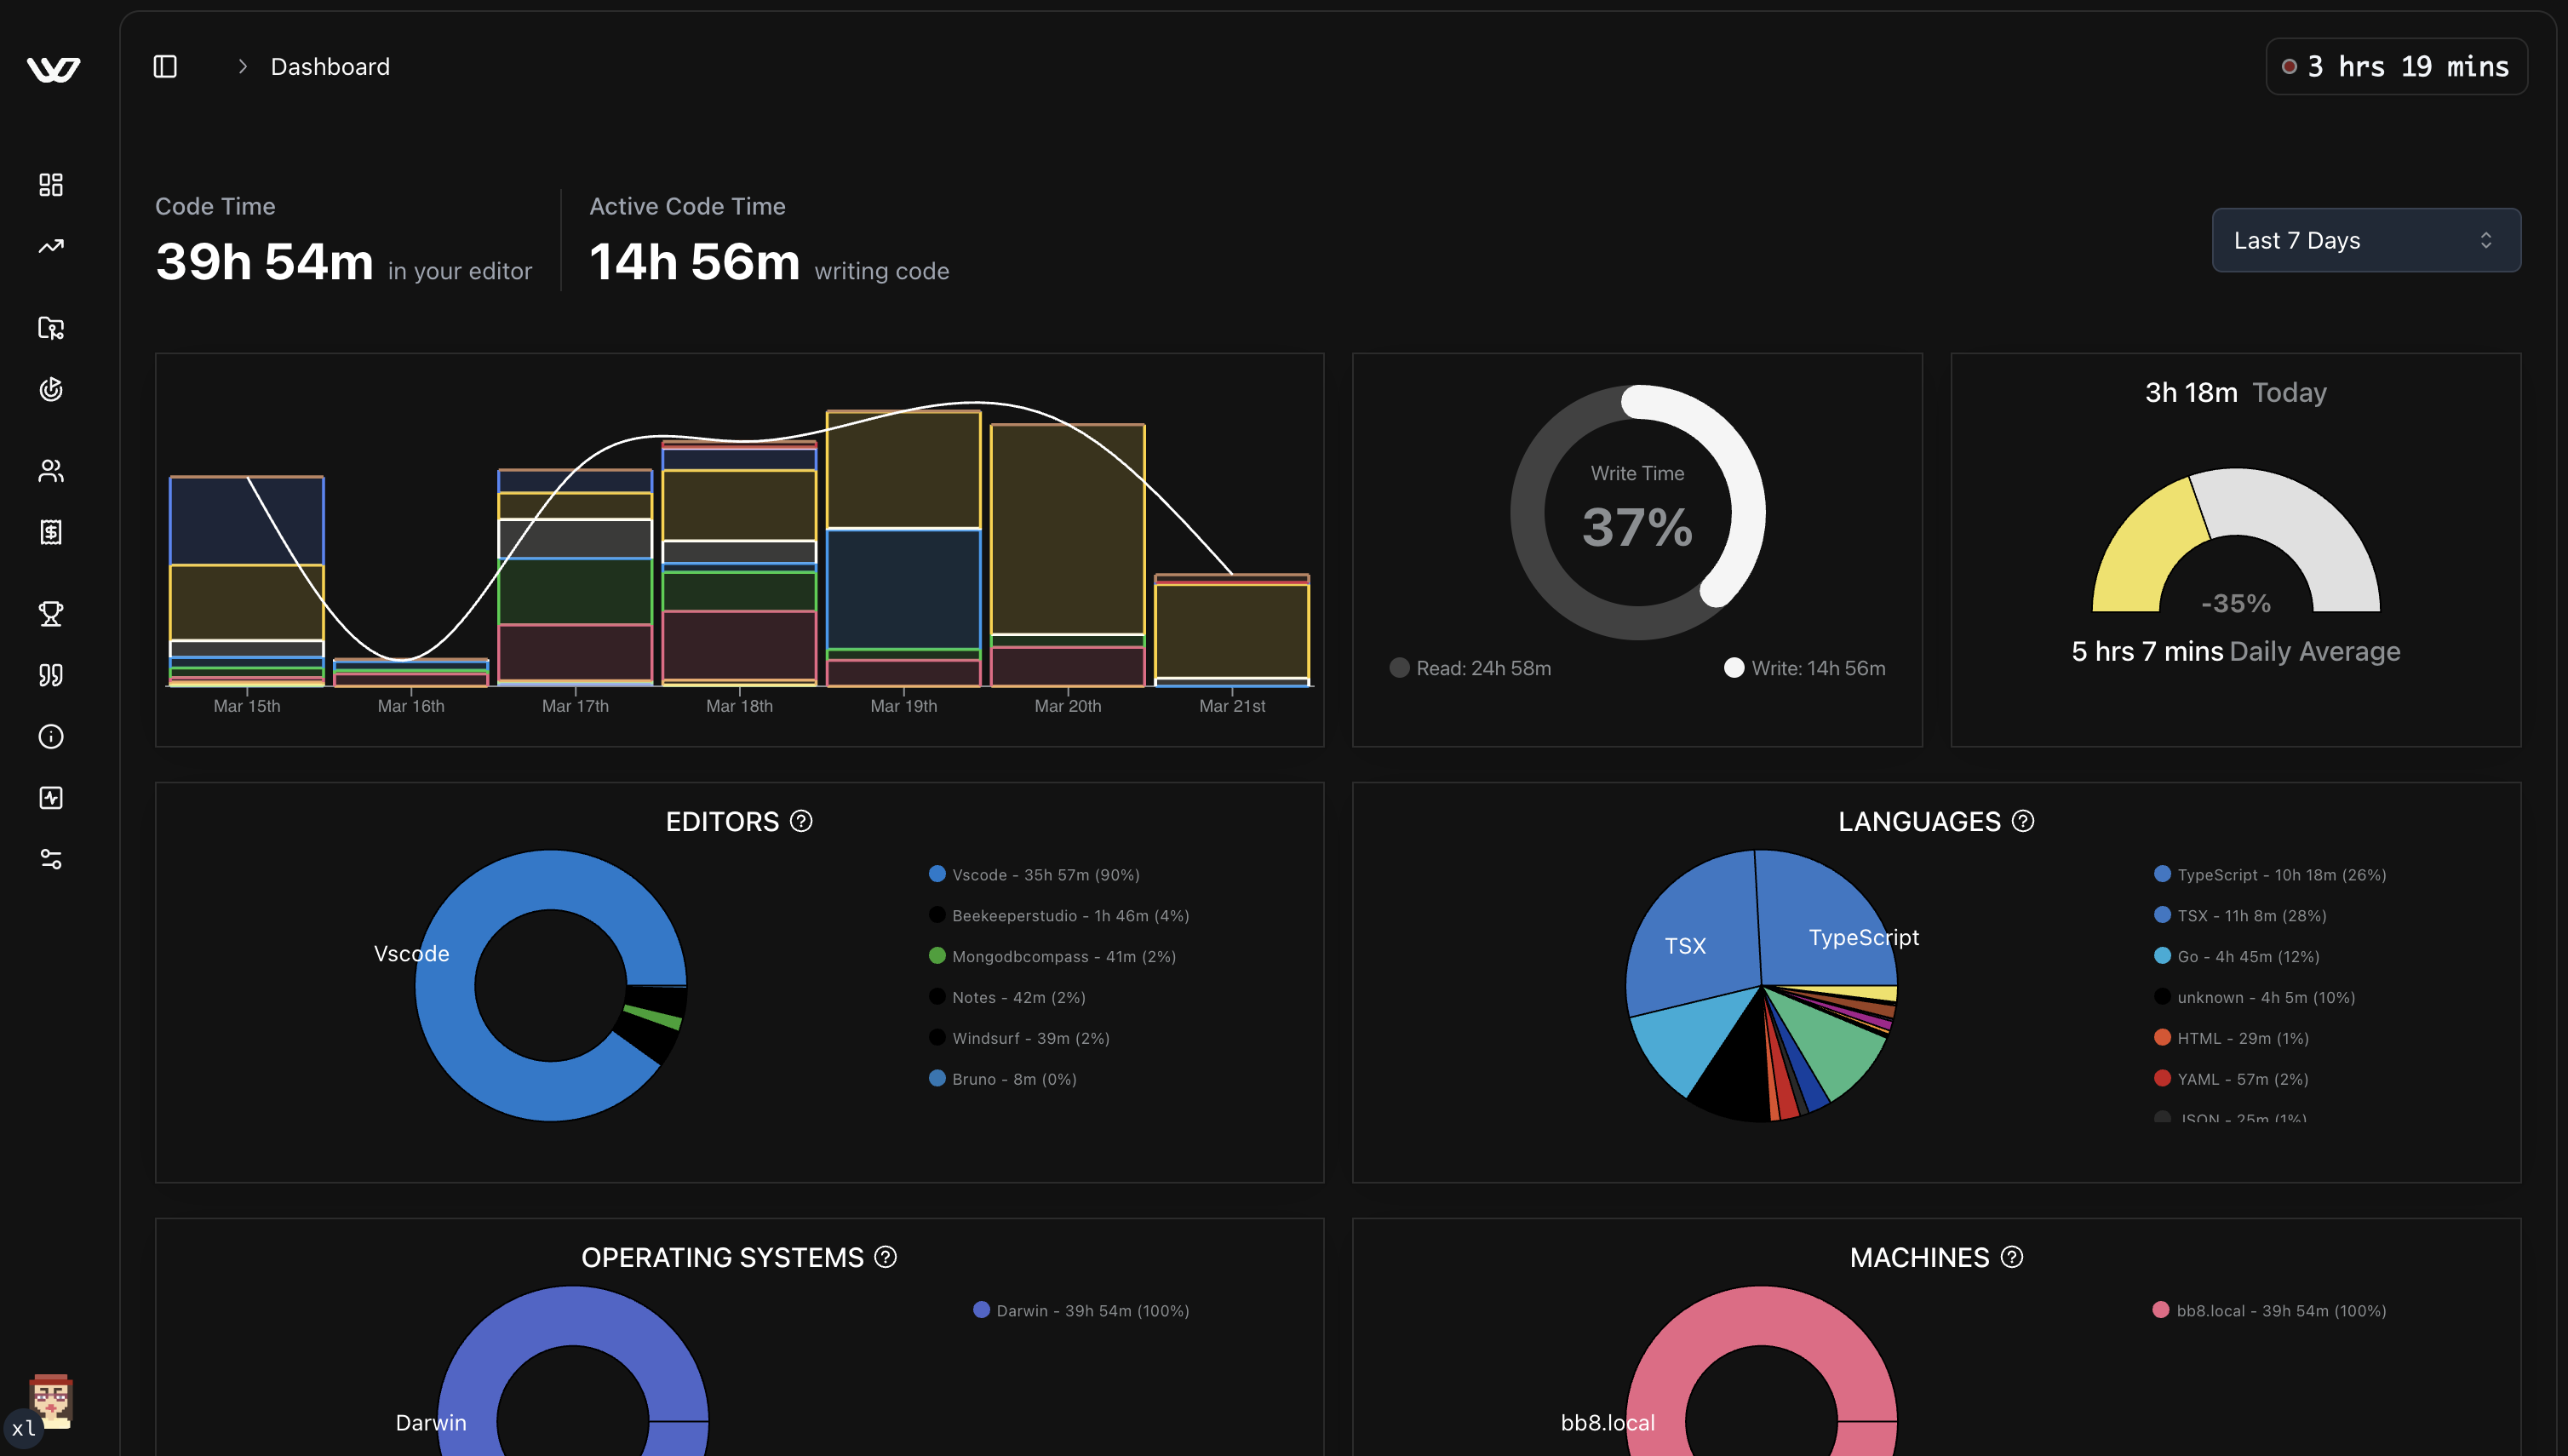 Dashboard
3 hrs 19 mins
Code Time
39h 54m in your editor
Active Code Time
14h 56m writing code
Last 7 Days
Mar 15th
Mar 16th
Mar 17th
Mar 18th
Mar 19th
Mar 20th
Mar 21st
Write Time
37%
Read: 24h 58m
Write: 14h 56m
3h 18m Today
-35%
5 hrs 7 mins Daily Average
EDITORS
Vscode
Vscode - 35h 57m (90%)
Beekeeperstudio - 1h 46m (4%)
Mongodbcompass - 41m (2%)
Notes - 42m (2%)
Windsurf - 39m (2%)
Bruno - 8m (0%)
LANGUAGES
TSX
TypeScript
TypeScript - 10h 18m (26%)
TSX - 11h 8m (28%)
Go - 4h 45m (12%)
unknown - 4h 5m (10%)
HTML - 29m (1%)
YAML - 57m (2%)
JSON - 25m (1%)
OPERATING SYSTEMS
Darwin
Darwin - 39h 54m (100%)
MACHINES
bb8.local
bb8.local - 39h 54m (100%)
xl